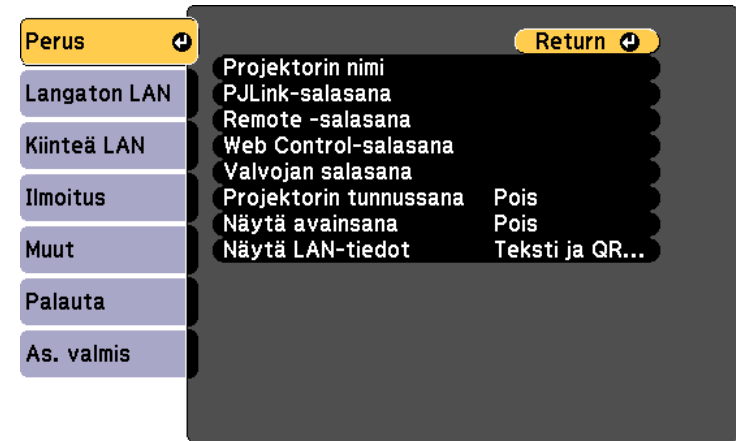 Perus
Langaton LAN
Kiinteä LAN
Ilmoitus
Muut
Palauta
As. valmis
Return
Projektorin nimi
PJLink-salasana
Remote -salasana
Web Control-salasana
Valvojan salasana
Projektorin tunnussana Pois
Näytä avainsana Pois
Näytä LAN-tiedot Teksti ja QR...